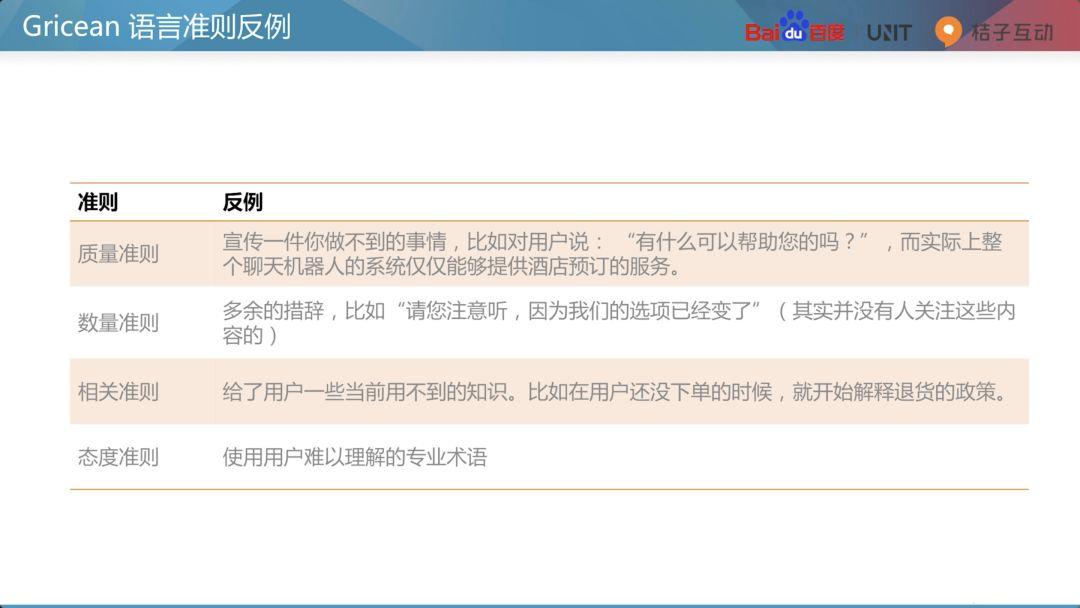 Gricean 语言准则反例
Bai du 百度 UNIT 桔子互动
准则 反例
质量准则
宣传一件你做不到的事情，比如对用户说： “有什么可以帮助您的吗？” ，而实际上整
个聊天机器人的系统仅仅能够提供酒店预订的服务。
数量准则
多余的措辞，比如“请您注意听，因为我们的选项已经变了”（其实并没有人关注这些内
容的）
相关准则 给了用户一些当前用不到的知识。比如在用户还没下单的时候，就开始解释退货的政策。
态度准则 使用用户难以理解的专业术语